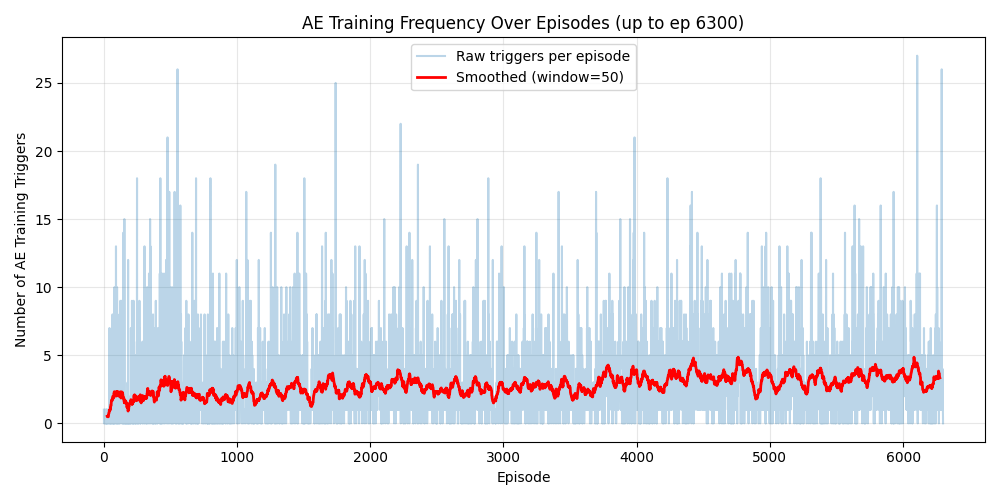 AE Training Frequency Over Episodes (up to ep 6300)
Raw triggers per episode
Smoothed (window=50)
Number of AE Training Triggers
25
20
15
10
5
0
0 1000 2000 3000 4000 5000 6000
Episode